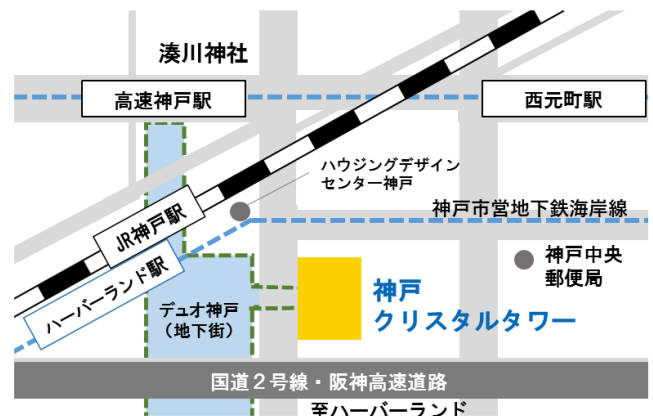 湊川神社
高速神戸駅
西元町駅
ハウジングデザイン
センター神戸
JR神戸駅
神戸市営地下鉄海岸線
ハーバーランド駅
神戸中央
郵便局
デュオ神戸
（地下街）
神戸
クリスタルタワー
国道２号線・阪神高速道路
至ハーバーランド